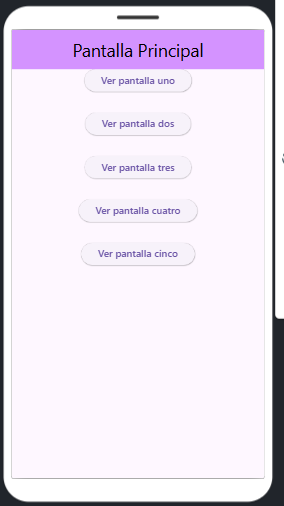 Pantalla Principal
Ver pantalla uno
Ver pantalla dos
Ver pantalla tres
Ver pantalla cuatro
Ver pantalla cinco